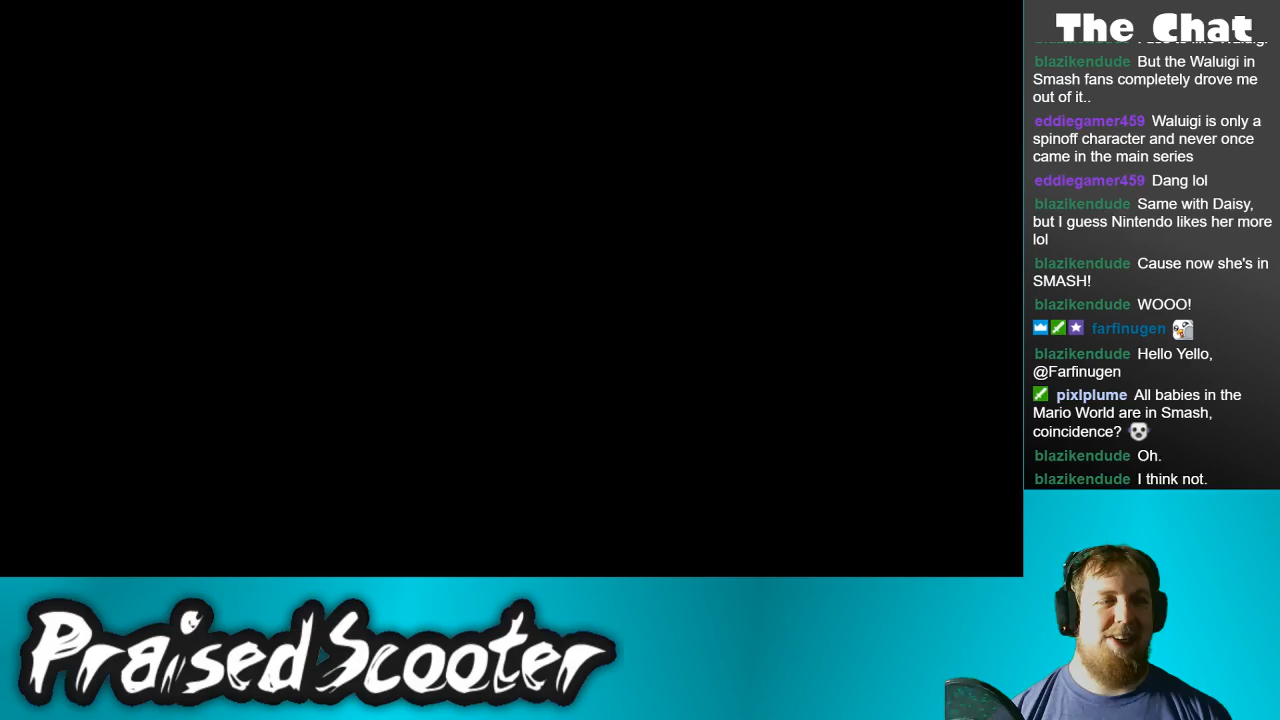 The Chat
blazikendude But the Waluigi in
Smash fans completely drove me
out of it..
eddiegamer459 Waluigi is only a
spinoff character and never once
came in the main series
eddiegamer459 Dang lol
blazikendude Same with Daisy,
but I guess Nintendo likes her more
lol
blazikendude Cause now she's in
SMASH!
blazikendude WOOO!
farfinugen
blazikendude Hello Yello,
@Farfinugen
pixlplume All babies in the
Mario World are in Smash,
coincidence?
blazikendude Oh.
blazikendude I think not.
PraisedScooter